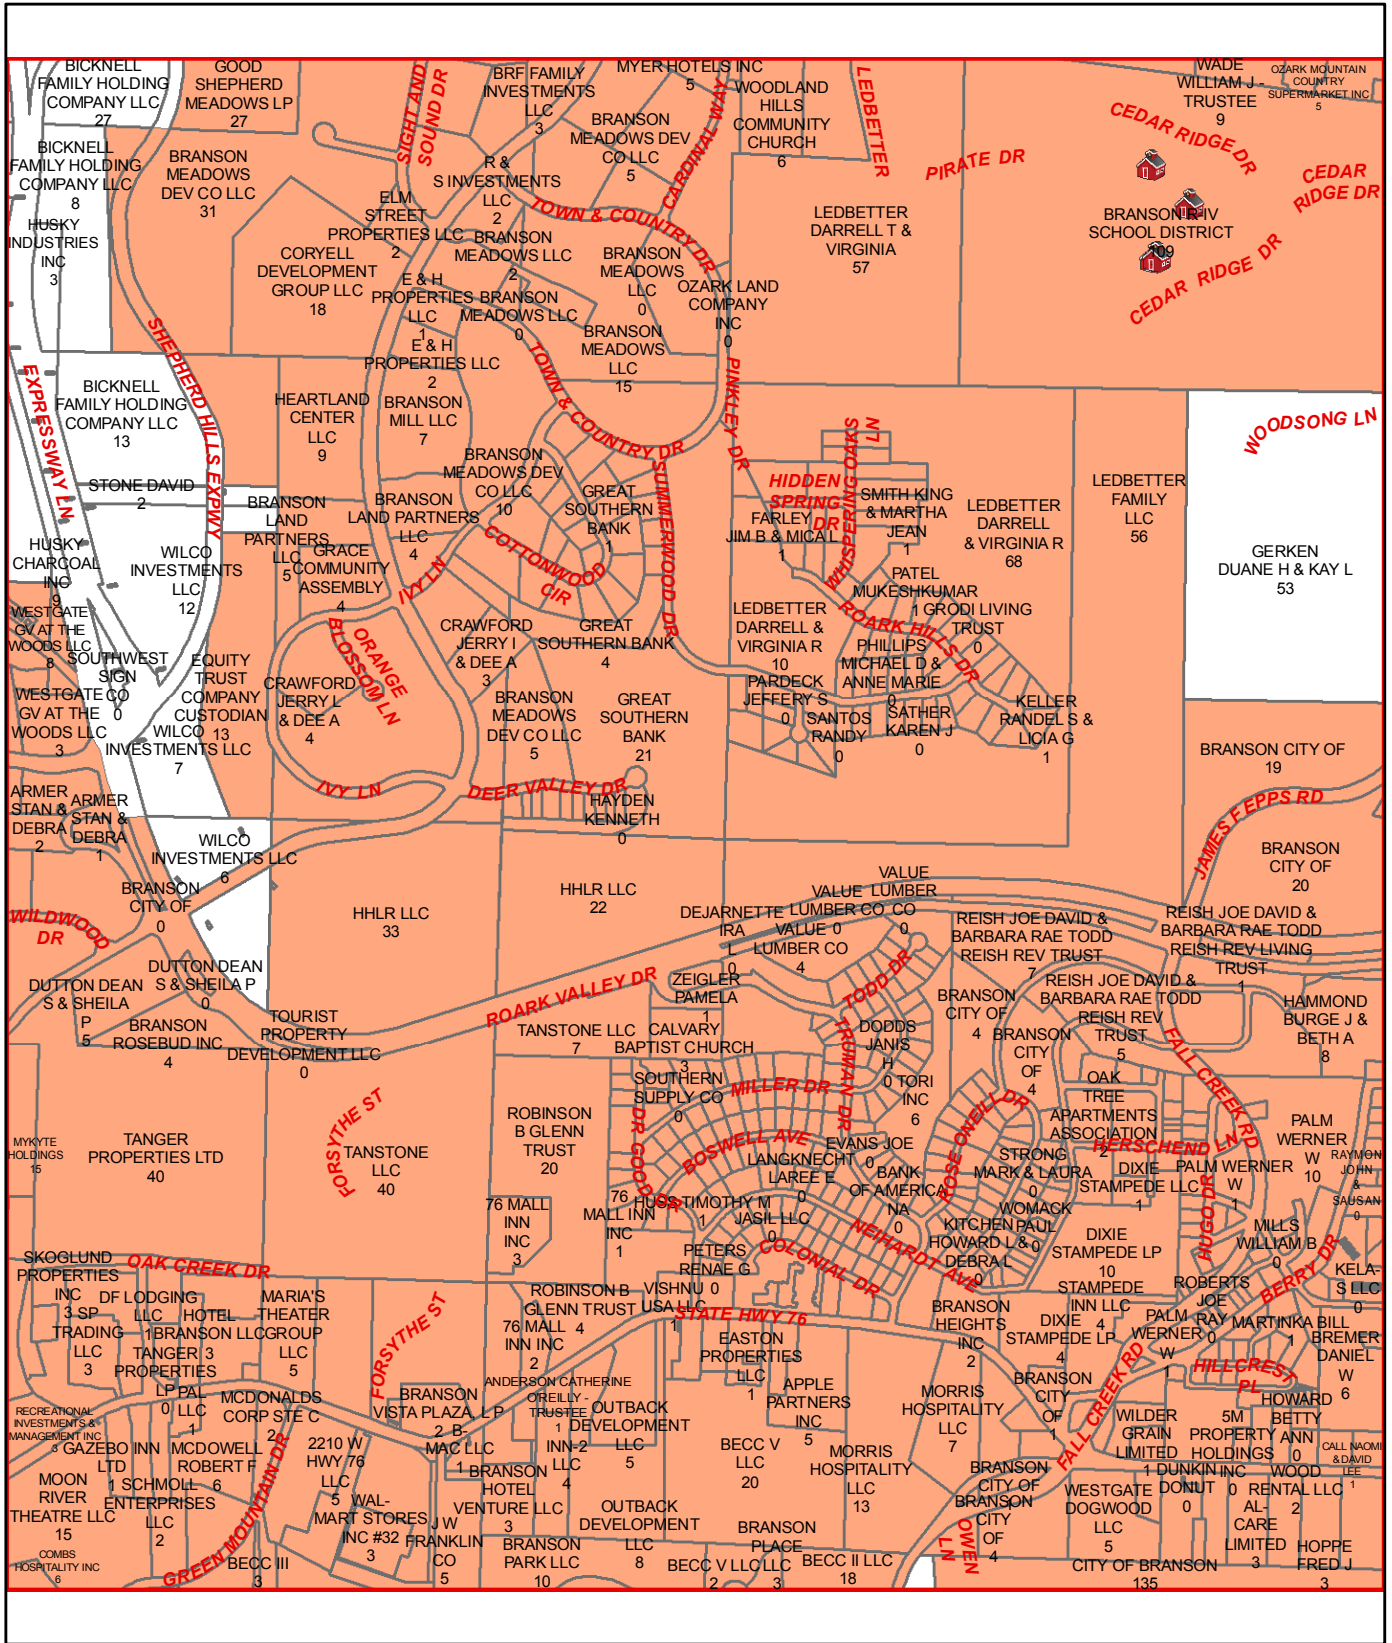 BICKNELL
FAMILY HOLDING
COMPANY LLC
27
GOOD
SHEPHERD
MEADOWS LP
27
SIGHT AND
SOUND DR
BRF FAMILY
INVESTMENTS
LLC
3
MYER HOTELS INC
5
WOODLAND
HILLS
COMMUNITY
CHURCH
6
LEDBETTER
WADE
WILLIAM J -
TRUSTEE
9
OZARK MOUNTAIN
COUNTRY
SUPERMARKET INC
5
BICKNELL
FAMILY HOLDING
COMPANY LLC
8
BRANSON
MEADOWS
DEV CO LLC
31
BRANSON
MEADOWS DEV
CO LLC
5
CARDINAL WAY
PIRATE DR
CEDAR RIDGE DR
CEDAR
RIDGE DR
CEDAR RIDGE DR
HUSKY
INDUSTRIES
INC
3
ELM
STREET
PROPERTIES LLC
2
R &
S INVESTMENTS
LLC
2
TOWN & COUNTRY DR
LEDBETTER
DARRELL T &
VIRGINIA
57
BRANSON R-IV
SCHOOL DISTRICT
109
CORYELL
DEVELOPMENT
GROUP LLC
18
BRANSON
MEADOWS LLC
2
BRANSON
MEADOWS
LLC
0
OZARK LAND
COMPANY
INC
0
E & H
PROPERTIES
LLC
1
BRANSON
MEADOWS LLC
0
BRANSON
MEADOWS
LLC
15
E & H
PROPERTIES LLC
2
SHEPHERD HILLS EXPWY
EXPRESSWAY LN
TOWN & COUNTRY DR
PINKLEY DR
BICKNELL
FAMILY HOLDING
COMPANY LLC
13
HEARTLAND
CENTER
LLC
9
BRANSON
MILL LLC
7
WOODSONG LN
STONE DAVID
2
BRANSON
MEADOWS DEV
CO LLC
10
GREAT
SOUTHERN
BANK
1
SUMMERWOOD DR
HIDDEN
SPRING
DR
WHISPERING OAKS
LN
SMITH KING
& MARTHA
JEAN
1
FARLEY
JIM B & MICA L
1
LEDBETTER
DARRELL
& VIRGINIA R
68
LEDBETTER
FAMILY
LLC
56
GERKEN
DUANE H & KAY L
53
BRANSON
LAND
PARTNERS
LLC
5
BRANSON
LAND PARTNERS
LLC
4
COTTONWOOD
CIR
HUSKY
CHARCOAL
INC
9
WILCO
INVESTMENTS
LLC
12
GRACE
COMMUNITY
ASSEMBLY
4
IVY LN
PATEL
MUKESHKUMAR
1
GRODI LIVING
TRUST
0
ROARK HILLS DR
WESTGATE
GV AT THE
WOODS LLC
8
SOUTHWEST
SIGN
CO
0
EQUITY
TRUST
COMPANY
CUSTODIAN
13
ORANGE
BLOSSOM LN
CRAWFORD
JERRY I
& DEE A
3
GREAT
SOUTHERN BANK
4
LEDBETTER
DARRELL &
VIRGINIA R
10
PHILLIPS
MICHAEL D &
ANNE MARIE
0
WESTGATE
GV AT THE
WOODS LLC
3
WILCO
INVESTMENTS LLC
7
CRAWFORD
JERRY L
& DEE A
4
BRANSON
MEADOWS
DEV CO LLC
5
GREAT
SOUTHERN
BANK
21
PARDECK
JEFFERY S
0
SANTOS
RANDY
0
SATHER
KAREN J
0
KELLER
RANDEL S &
LICIA G
1
BRANSON CITY OF
19
ARMER
STAN &
DEBRA
2
ARMER
STAN &
DEBRA
1
IVY LN
DEER VALLEY DR
HAYDEN
KENNETH
0
JAMES F EPPS RD
WILCO
INVESTMENTS LLC
6
BRANSON
CITY OF
20
BRANSON
CITY OF
0
HHLR LLC
33
HHLR LLC
22
VALUE
LUMBER
CO
0
VALUE
LUMBER CO
0
DEJARNETTE
IRA
L
0
VALUE
LUMBER CO
4
REISH JOE DAVID &
BARBARA RAE TODD
REISH REV TRUST
7
REISH JOE DAVID &
BARBARA RAE TODD
REISH REV LIVING
TRUST
1
WILDWOOD
DR
DUTTON DEAN
S & SHEILA P
0
DUTTON DEAN
S & SHEILA
P
5
BRANSON
ROSEBUD INC
4
TOURIST
PROPERTY
DEVELOPMENT LLC
0
ROARK VALLEY DR
ZEIGLER
PAMELA
1
TODD DR
BRANSON
CITY OF
4
REISH JOE DAVID &
BARBARA RAE TODD
REISH REV
TRUST
5
HAMMOND
BURGE J &
BETH A
8
TANSTONE LLC
7
CALVARY
BAPTIST CHURCH
3
TRUMAN DR
DODDS
JANIS
H
0
BRANSON
CITY
OF
4
FALL CREEK RD
FORSYTHE ST
SOUTHERN
SUPPLY CO
0
MILLER DR
TORI
INC
6
ROSE ONEILL DR
OAK
TREE
APARTMENTS
ASSOCIATION
2
MYKYTE
HOLDINGS
15
TANGER
PROPERTIES LTD
40
TANSTONE
LLC
40
ROBINSON
B GLENN
TRUST
20
DR GOOD DR
BOSWELL AVE
LANGKNECHT
LAREE E
0
EVANS JOE
0
BANK
OF AMERICA
NA
0
STRONG
MARK & LAURA
0
HERSCHEND LN
DIXIE
STAMPEDE LLC
1
PALM WERNER
W
1
PALM
WERNER
W
10
RAYMON
JOHN
&
SAUSAN
0
76 MALL
INN
INC
3
76
MALL INN
INC
1
HUSS TIMOTHY M
1
JASIL LLC
0
NEIHARDT AVE
KITCHEN
HOWARD L &
DEBRA L
0
WOMACK
PAUL
0
HUGO DR
MILLS
WILLIAM B
0
BERRY DR
SKOGLUND
PROPERTIES
INC
3
OAK CREEK DR
PETERS
RENAE G
0
COLONIAL DR
DIXIE
STAMPEDE LP
10
KELA-
S LLC
0
SP
TRADING
LLC
3
DF LODGING
LLC
1
HOTEL
BRANSON LLC
3
MARIA'S
THEATER
GROUP
LLC
5
FORSYTHE ST
ROBINSON B
GLENN TRUST
4
VISHNU
USA LLC
1
STATE HWY 76
BRANSON
HEIGHTS
INC
2
STAMPEDE
INN LLC
4
DIXIE
STAMPEDE LP
4
ROBERTS
JOE
RAY
0
PALM
WERNER
W
1
MARTINKA BILL
1
BREMER
DANIEL
W
6
TANGER
PROPERTIES
LP
0
76 MALL
INN INC
2
EASTON
PROPERTIES
LLC
1
HILLCREST
PL
FALL CREEK RD
PAL
LLC
1
MCDONALDS
CORP STE C
2
BRANSON
VISTA PLAZA, L P
2
ANDERSON CATHERINE
OREILLY -
TRUSTEE
1
OUTBACK
DEVELOPMENT
LLC
5
APPLE
PARTNERS
INC
5
MORRIS
HOSPITALITY
LLC
7
BRANSON
CITY
OF
1
HOWARD
BETTY
ANN
0
RECREATIONAL
INVESTMENTS &
MANAGEMENT INC
3
GAZEBO INN
LTD
1
MCDOWELL
ROBERT F
6
2210 W
HWY 76
LLC
5
B-
MAC LLC
1
INN-2
LLC
4
BECC V
LLC
20
MORRIS
HOSPITALITY
LLC
13
WILDER
GRAIN
LIMITED
1
5M
PROPERTY
HOLDINGS
INC
0
CALL NAOMI
& DAVID
LEE
1
MOON
RIVER
THEATRE LLC
15
SCHMOLL
ENTERPRISES
LLC
2
GREEN MOUNTAIN DR
WAL-
MART STORES
INC #32
3
BRANSON
HOTEL
VENTURE LLC
3
BRANSON
CITY OF
1
BRANSON
CITY
OF
4
WESTGATE
DOGWOOD
LLC
5
DUNKIN
DONUT
0
WOOD
RENTAL LLC
2
AL-
CARE
LIMITED
3
COMBS
HOSPITALITY INC
6
BECC III
3
J W
FRANKLIN
CO
5
BRANSON
PARK LLC
10
OUTBACK
DEVELOPMENT
LLC
8
BECC V LLC
2
BRANSON
PLACE
LLC
3
BECC II LLC
18
OWEN
LN
CITY OF BRANSON
135
HOPPE
FRED J
3